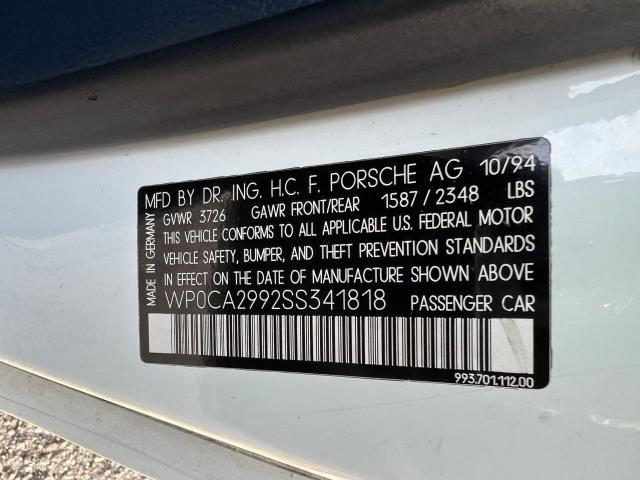 MFD BY DR. ING. H.C. F. PORSCHE AG 10/94
GVWR 3726 GAWR FRONT/REAR 1587 / 2348 LBS
THIS VEHICLE CONFORMS TO ALL APPLICABLE U.S. FEDERAL MOTOR
VEHICLE SAFETY, BUMPER, AND THEFT PREVENTION STANDARDS
IN EFFECT ON THE DATE OF MANUFACTURE SHOWN ABOVE
WP0CA2992SS341818 PASSENGER CAR
993.701.112.00
MADE IN GERMANY